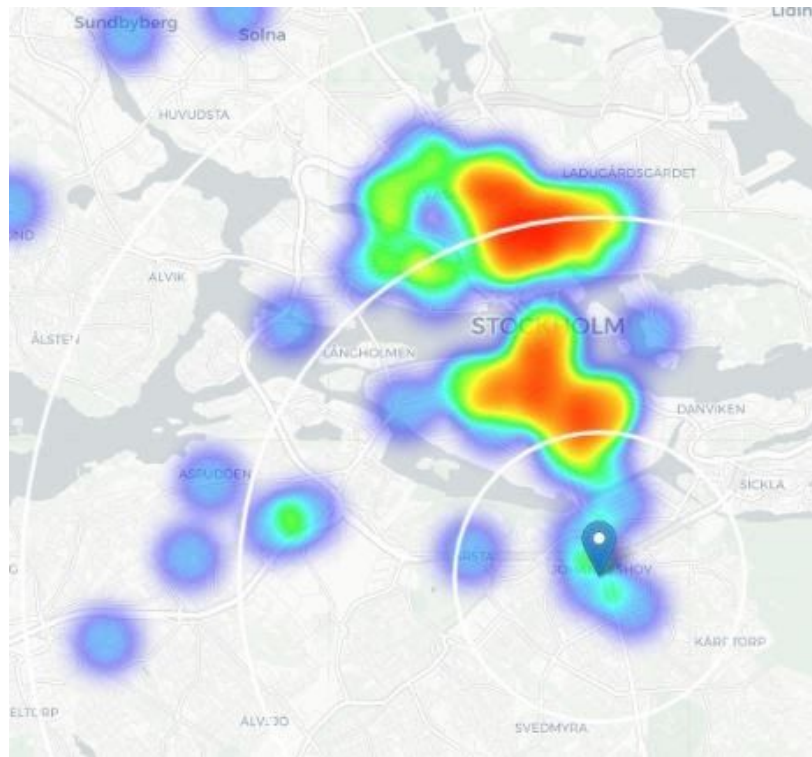 Sundbyberg
Solna
HUVUDSTA
LADUGÅRDSGÄRDET
ALVIK
STOCKHOLM
ÅLSTEN
LÅNGHOLMEN
DANVIKEN
ASPUDDEN
SICKLA
SVEDMYRA